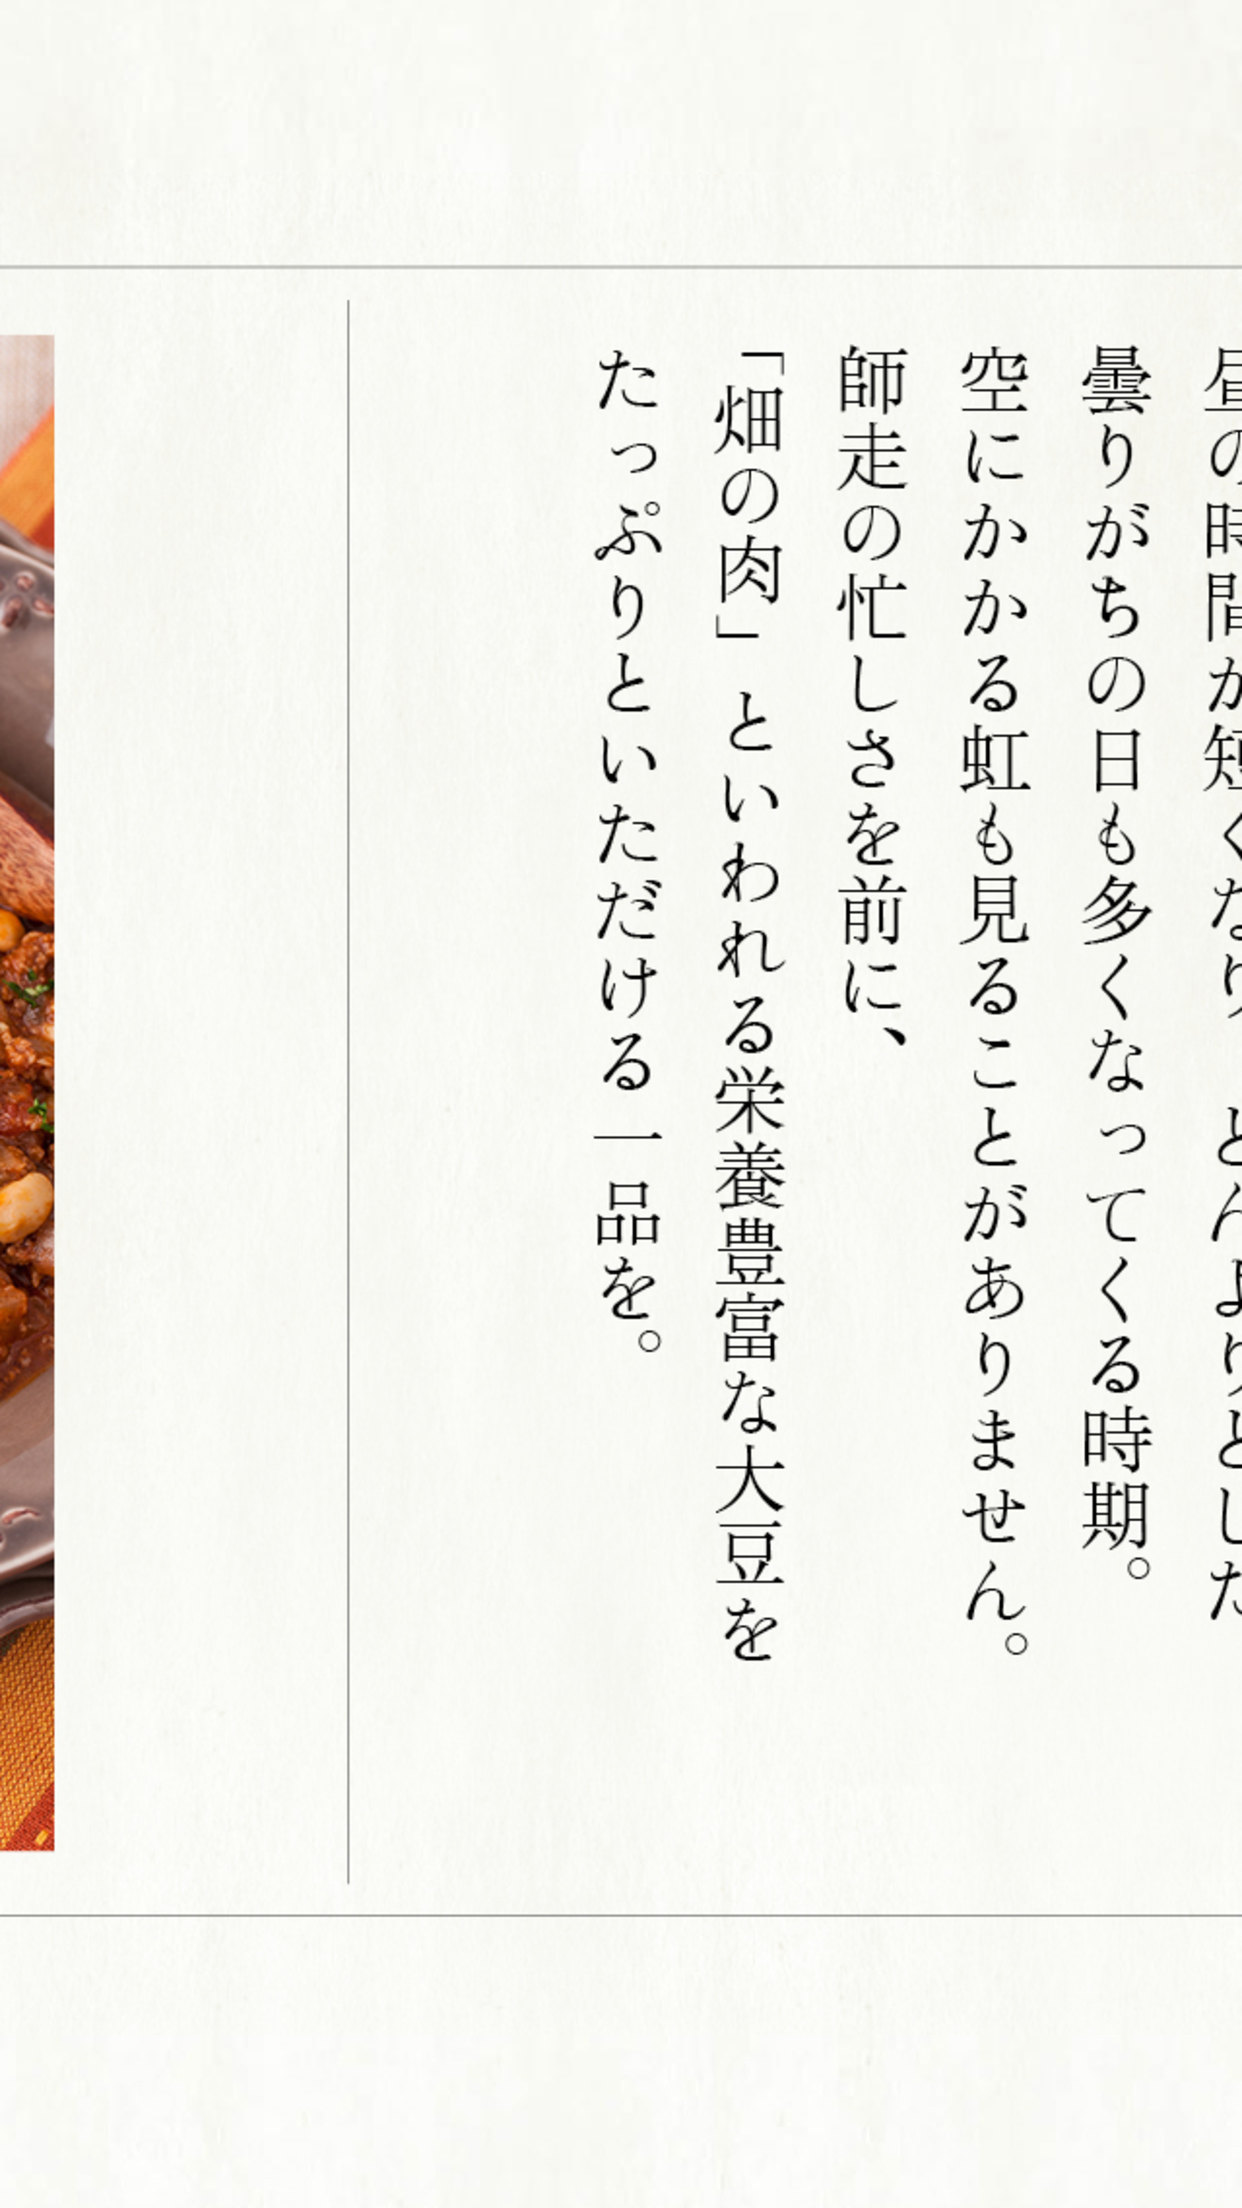 昼の時間が短くなり　どんよりとした
曇りがちの日も多くなってくる時期。
空にかかる虹も見ることがありません。
師走の忙しさを前に、
「畑の肉」といわれる栄養豊富な大豆を
たっぷりといただける一品を。